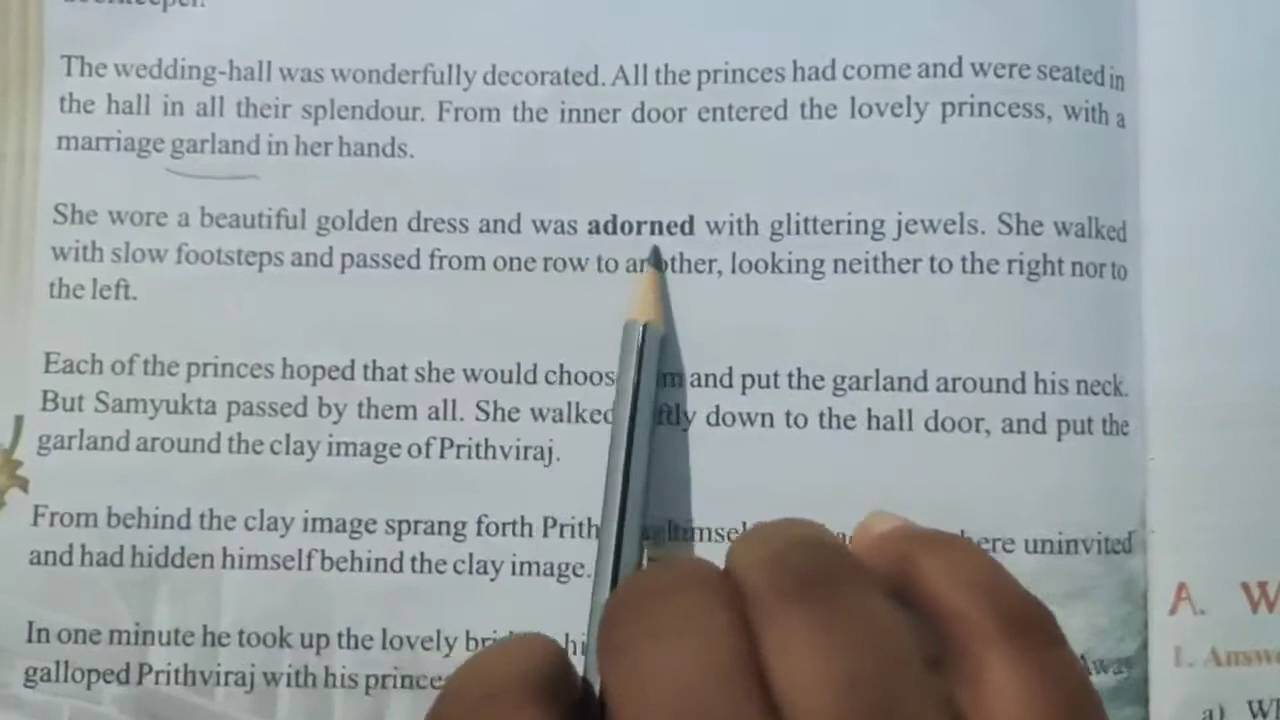 The wedding-hall was wonderfully decorated. All the princes had come and were seated in
the hall in all their splendour. From the inner door entered the lovely princess, with a
marriage garland in her hands.
She wore a beautiful golden dress and was adorned with glittering jewels. She walked
with slow footsteps and passed from one row to another, looking neither to the right nor to
the left.
Each of the princes hoped that she would and put the garland around his neck.
But Samyukta passed by them all. She walked down to the hall door, and put the
garland around the clay image of Prithviraj.
From behind the clay image sprang forth uninvited
and had hidden himself behind the clay image.
In one minute he took up the lovely
galloped Prithviraj with his
A. W
1. Answ
a) W